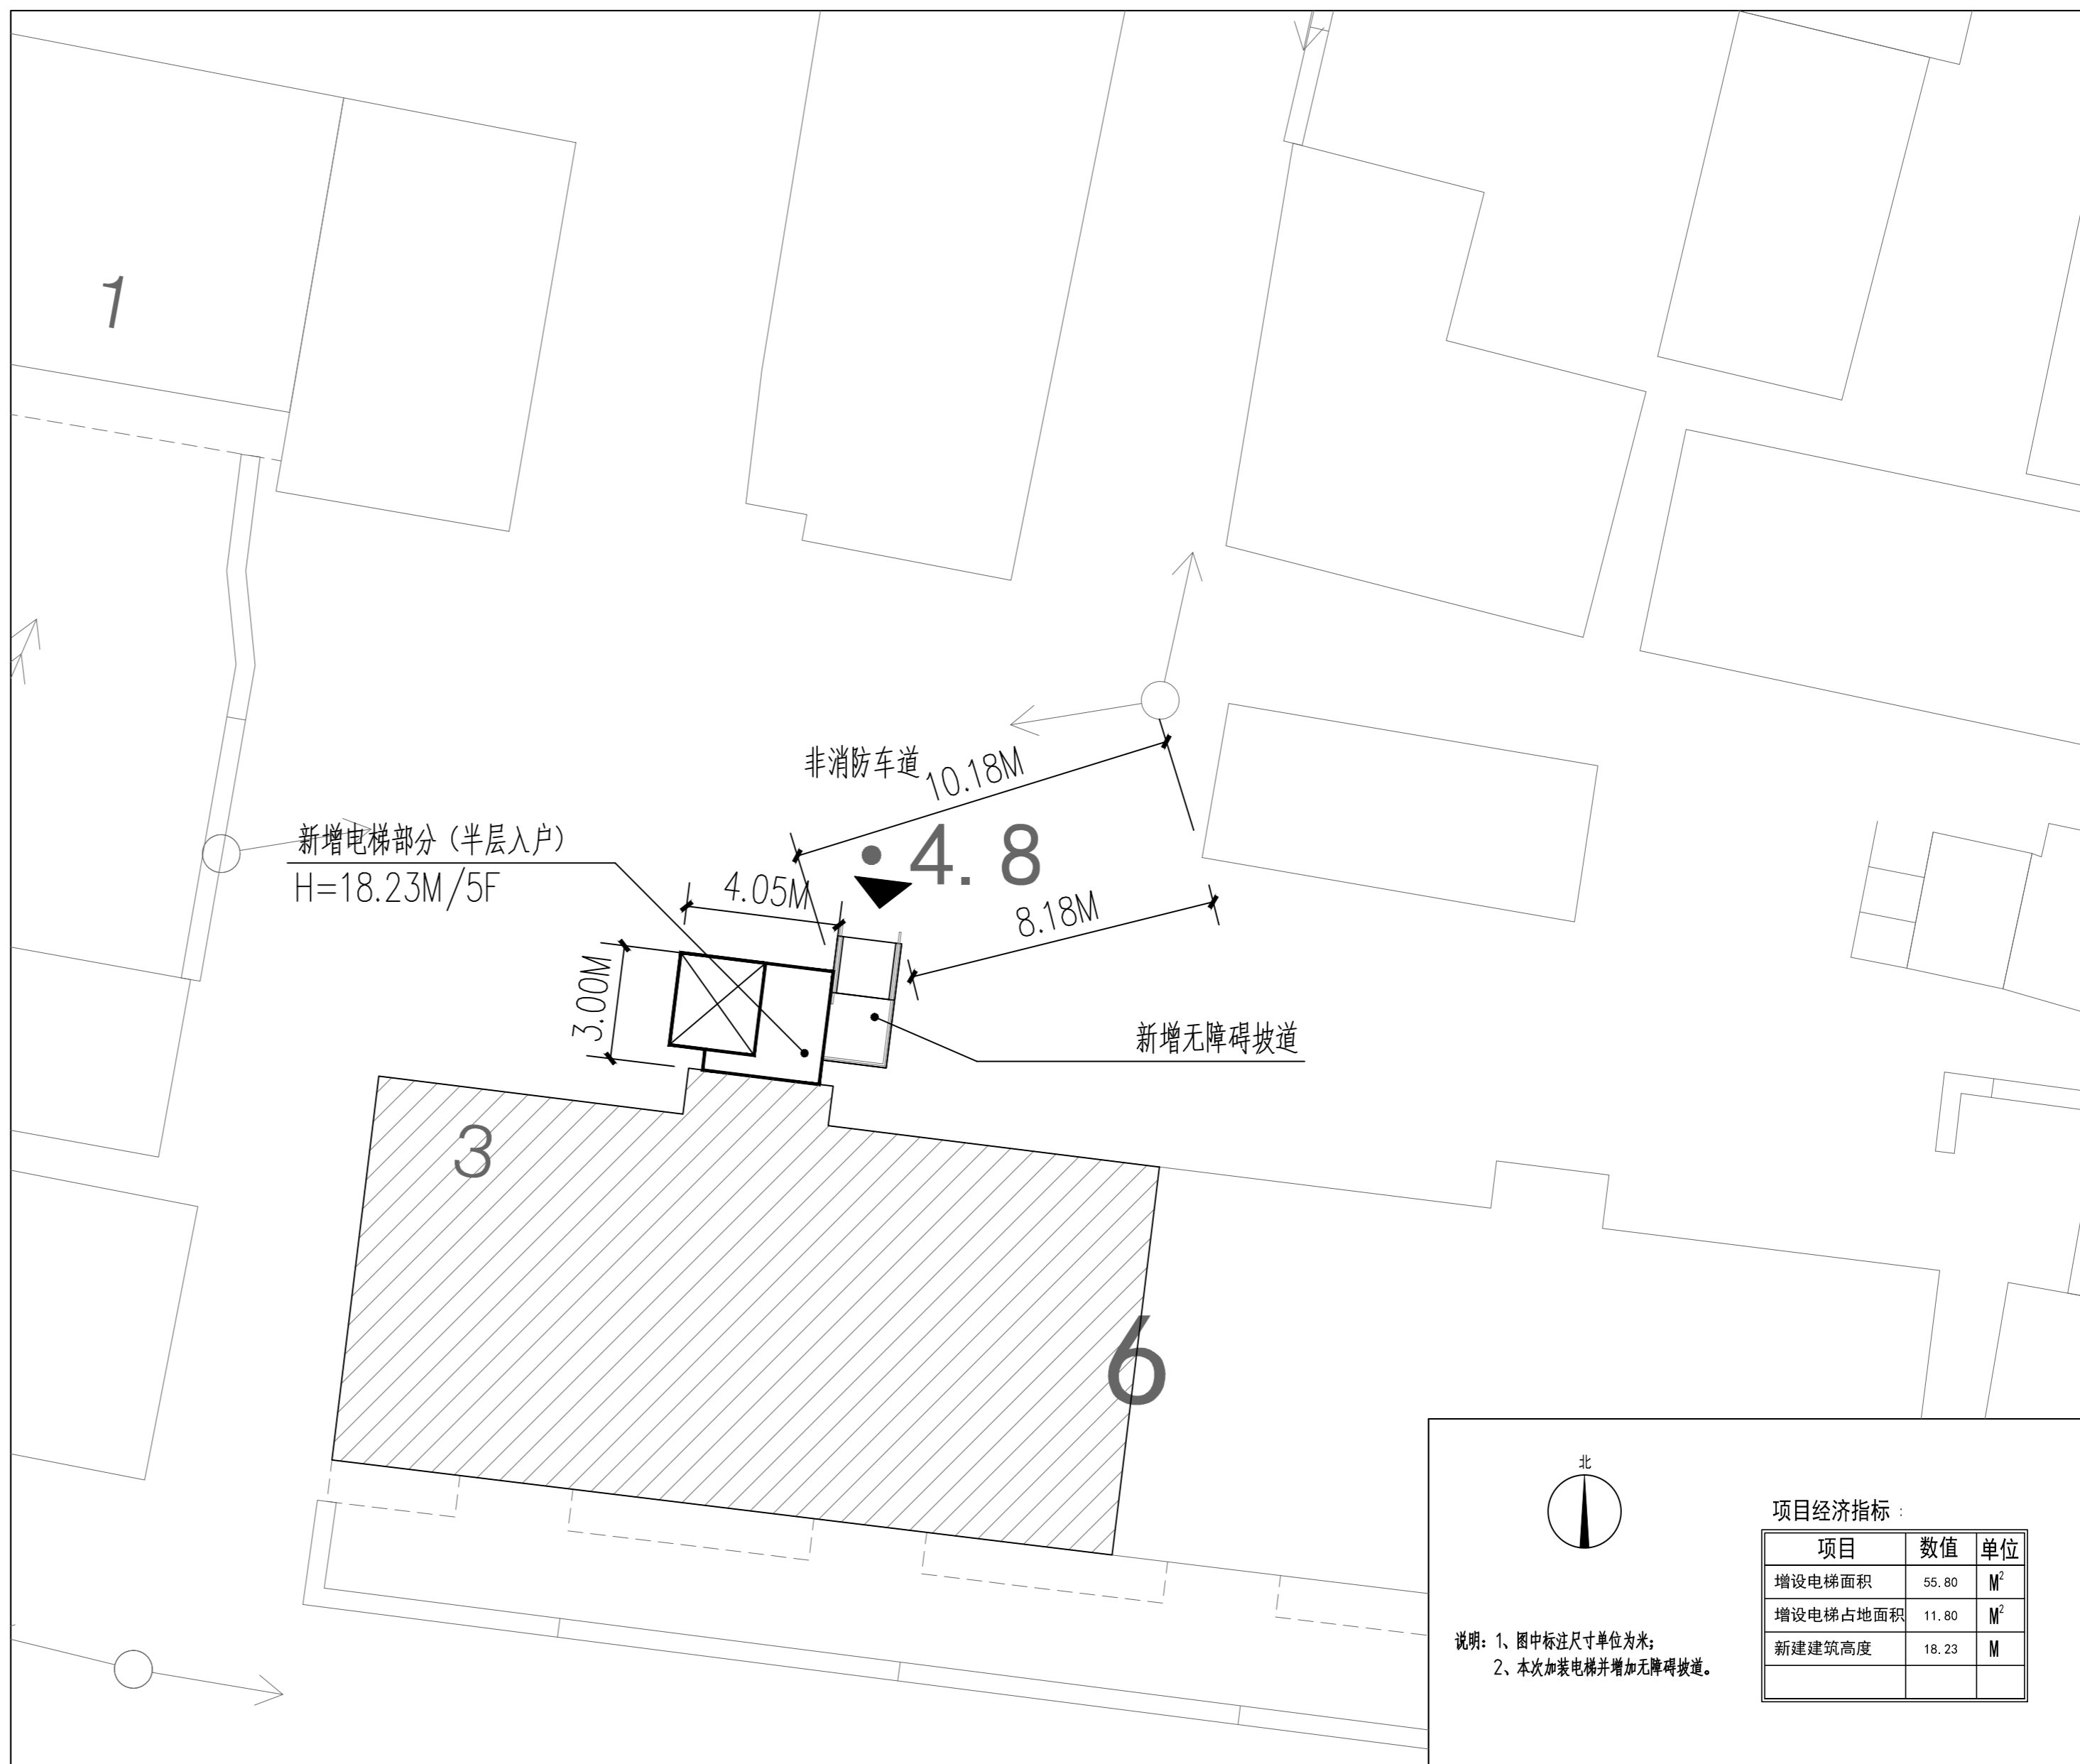 1
非消防车道
10.18M
新增电梯部分（半层入户）
H=18.23M/5F
4.8
4.05M
8.18M
3.00M
新增无障碍坡道
3
6
北
项目经济指标：
项目 数值 单位
增设电梯面积 55.80 M²
增设电梯占地面积 11.80 M²
新建建筑高度 18.23 M
说明：1、图中标注尺寸单位为米；
2、本次加装电梯并增加无障碍坡道。